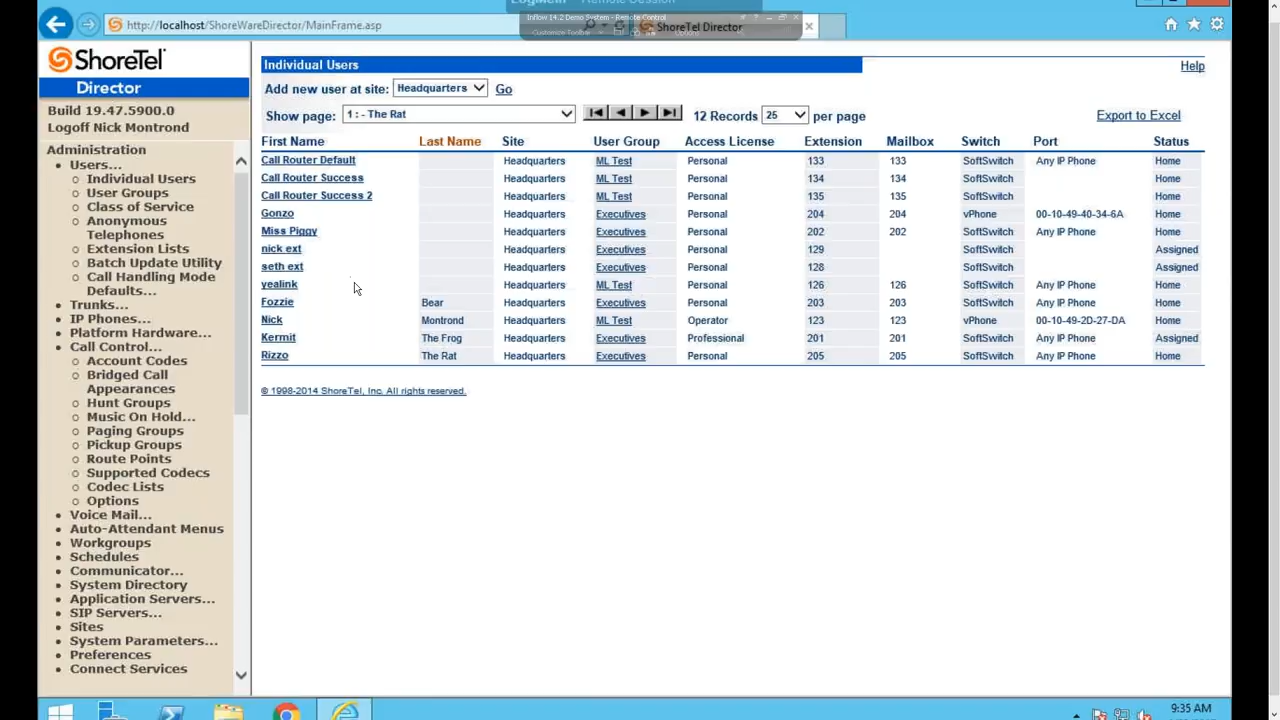 LogMeIn - Remote Session
Inflow 14.2 Demo System - Remote Control
http://localhost/ShoreWareDirector/MainFrame.asp
ShoreTel Director
Customize Toolbar
Options
ShoreTel
Director
Build 19.47.5900.0
Logoff Nick Montrond
Administration
Users...
Individual Users
User Groups
Class of Service
Anonymous
Telephones
Extension Lists
Batch Update Utility
Call Handling Mode
Defaults...
Trunks...
IP Phones...
Platform Hardware...
Call Control...
Account Codes
Bridged Call
Appearances
Hunt Groups
Music On Hold...
Paging Groups
Pickup Groups
Route Points
Supported Codecs
Codec Lists
Options
Voice Mail...
Auto-Attendant Menus
Workgroups
Schedules
Communicator...
System Directory
Application Servers...
SIP Servers...
Sites
System Parameters...
Preferences
Connect Services
Individual Users
Help
Add new user at site: Headquarters Go
Show page: 1 : - The Rat 12 Records 25 per page Export to Excel
First Name Last Name Site User Group Access License Extension Mailbox Switch Port Status
Call Router Default Headquarters ML Test Personal 133 133 SoftSwitch Any IP Phone Home
Call Router Success Headquarters ML Test Personal 134 134 SoftSwitch Home
Call Router Success 2 Headquarters ML Test Personal 135 135 SoftSwitch Home
Gonzo Headquarters Executives Personal 204 204 vPhone 00-10-49-40-34-6A Home
Miss Piggy Headquarters Executives Personal 202 202 SoftSwitch Any IP Phone Home
nick ext Headquarters Executives Personal 129 SoftSwitch Assigned
seth ext Headquarters Executives Personal 128 SoftSwitch Assigned
yealink Headquarters ML Test Personal 126 126 SoftSwitch Any IP Phone Home
Fozzie Bear Headquarters Executives Personal 203 203 SoftSwitch Any IP Phone Home
Nick Montrond Headquarters ML Test Operator 123 123 vPhone 00-10-49-2D-27-DA Home
Kermit The Frog Headquarters Executives Professional 201 201 SoftSwitch Any IP Phone Assigned
Rizzo The Rat Headquarters Executives Personal 205 205 SoftSwitch Any IP Phone Home
© 1998-2014 ShoreTel, Inc. All rights reserved.
9:35 AM